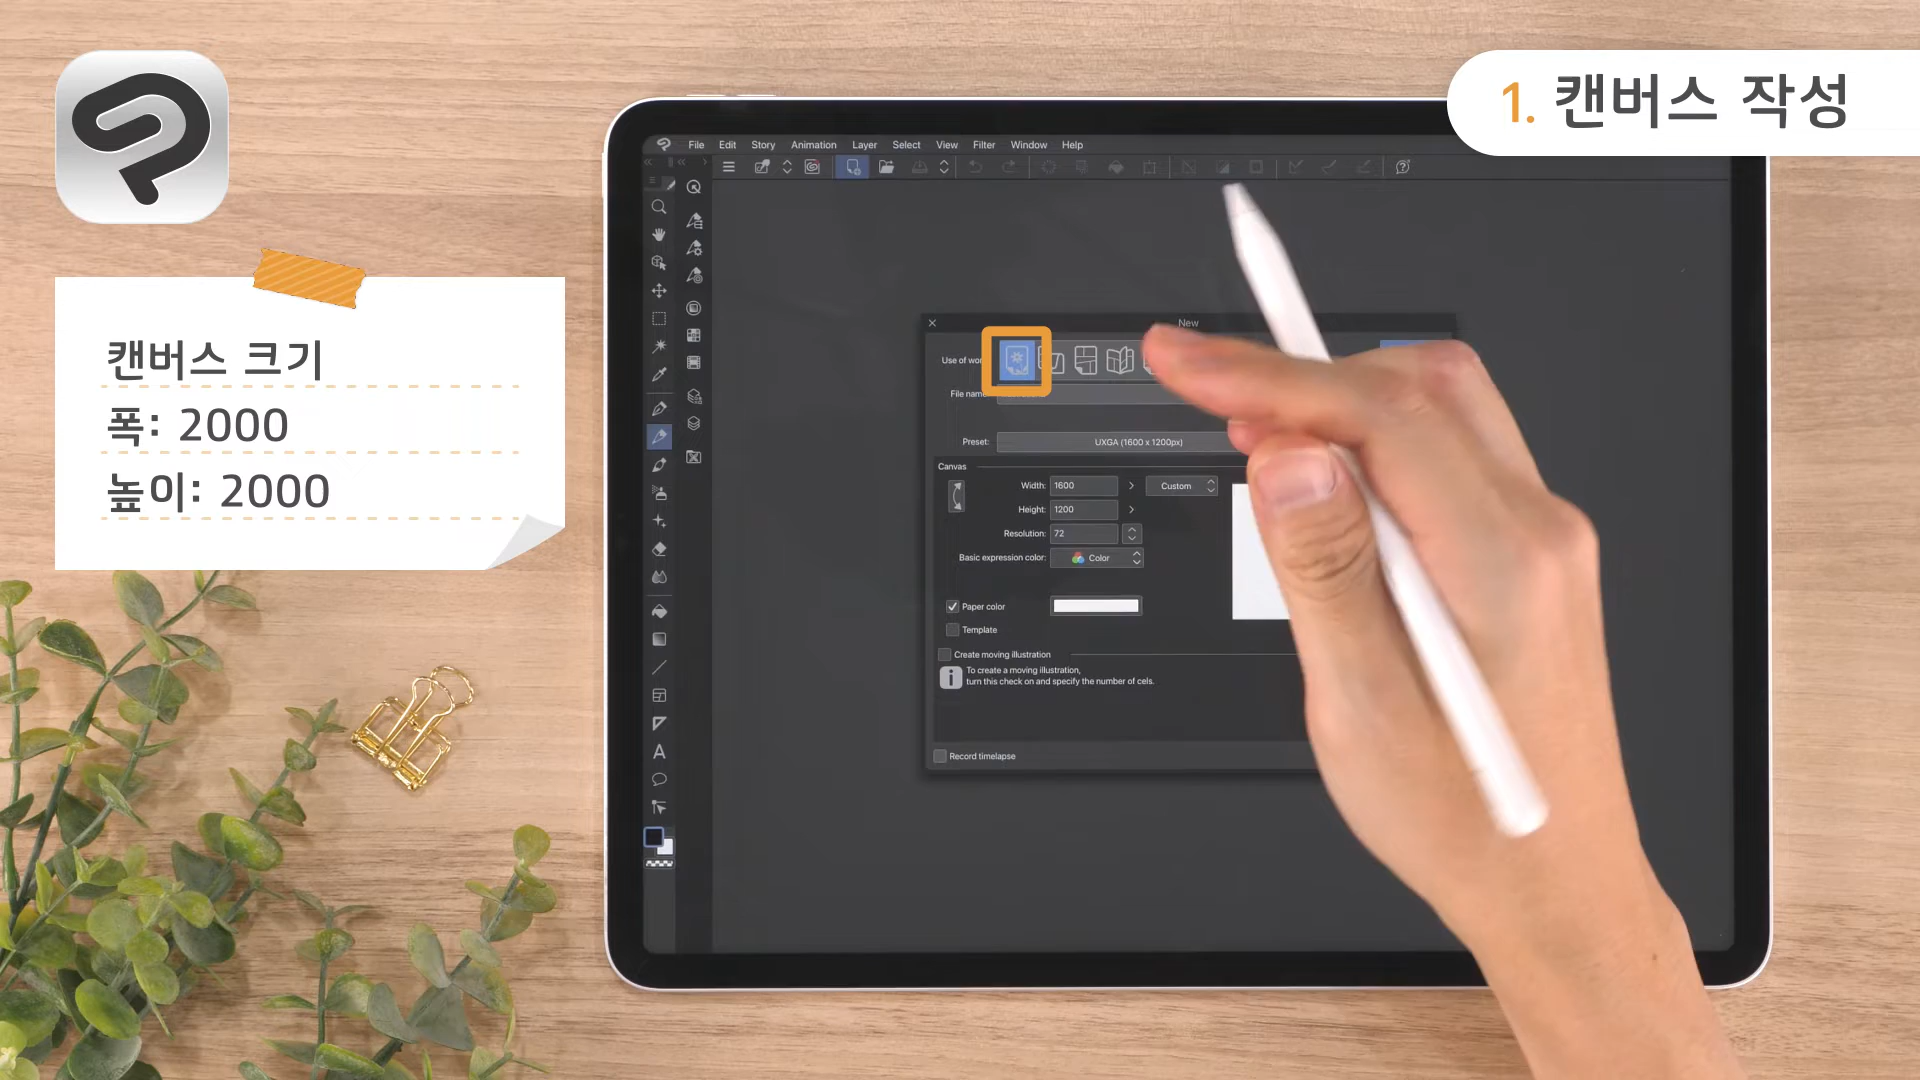 1. 캔버스 작성
캔버스 크기
폭: 2000
높이: 2000
File Edit Story Animation Layer Select View Filter Window Help
New
Use of
File name
Preset: UXGA (1600 x 1200px)
Canvas
Width: 1600 Custom
Height: 1200
Resolution: 72
Basic expression color: Color
Paper color
Template
Create moving illustration
To create a moving illustration,
turn this check on and specify the number of cels.
Record timelapse
A